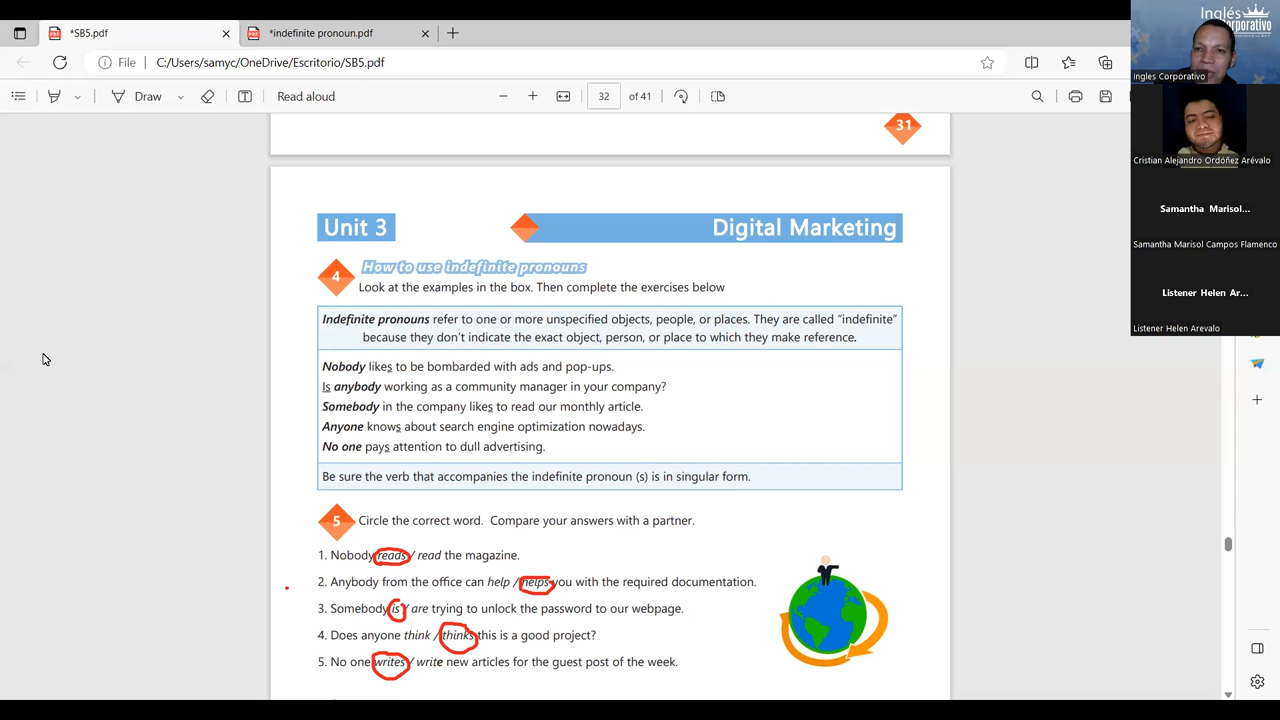 *SB5.pdf
*indefinite pronoun.pdf
File
C:/Users/samyc/OneDrive/Escritorio/SB5.pdf
Draw
Read aloud
32 of 41
31
Unit 3
Digital Marketing
4
How to use indefinite pronouns
Look at the examples in the box. Then complete the exercises below
Indefinite pronouns refer to one or more unspecified objects, people, or places. They are called "indefinite"
because they don't indicate the exact object, person, or place to which they make reference.
Nobody likes to be bombarded with ads and pop-ups.
Is anybody working as a community manager in your company?
Somebody in the company likes to read our monthly article.
Anyone knows about search engine optimization nowadays.
No one pays attention to dull advertising.
Be sure the verb that accompanies the indefinite pronoun (s) is in singular form.
5
Circle the correct word. Compare your answers with a partner.
1. Nobody reads / read the magazine.
2. Anybody from the office can help / helps you with the required documentation.
3. Somebody is / are trying to unlock the password to our webpage.
4. Does anyone think / thinks this is a good project?
5. No one writes / write new articles for the guest post of the week.
Inglés
Corporativo
Ingles Corporativo
Cristian Alejandro Ordóñez Arévalo
Samantha Marisol...
Samantha Marisol Campos Flamenco
Listener Helen Ar...
Listener Helen Arevalo